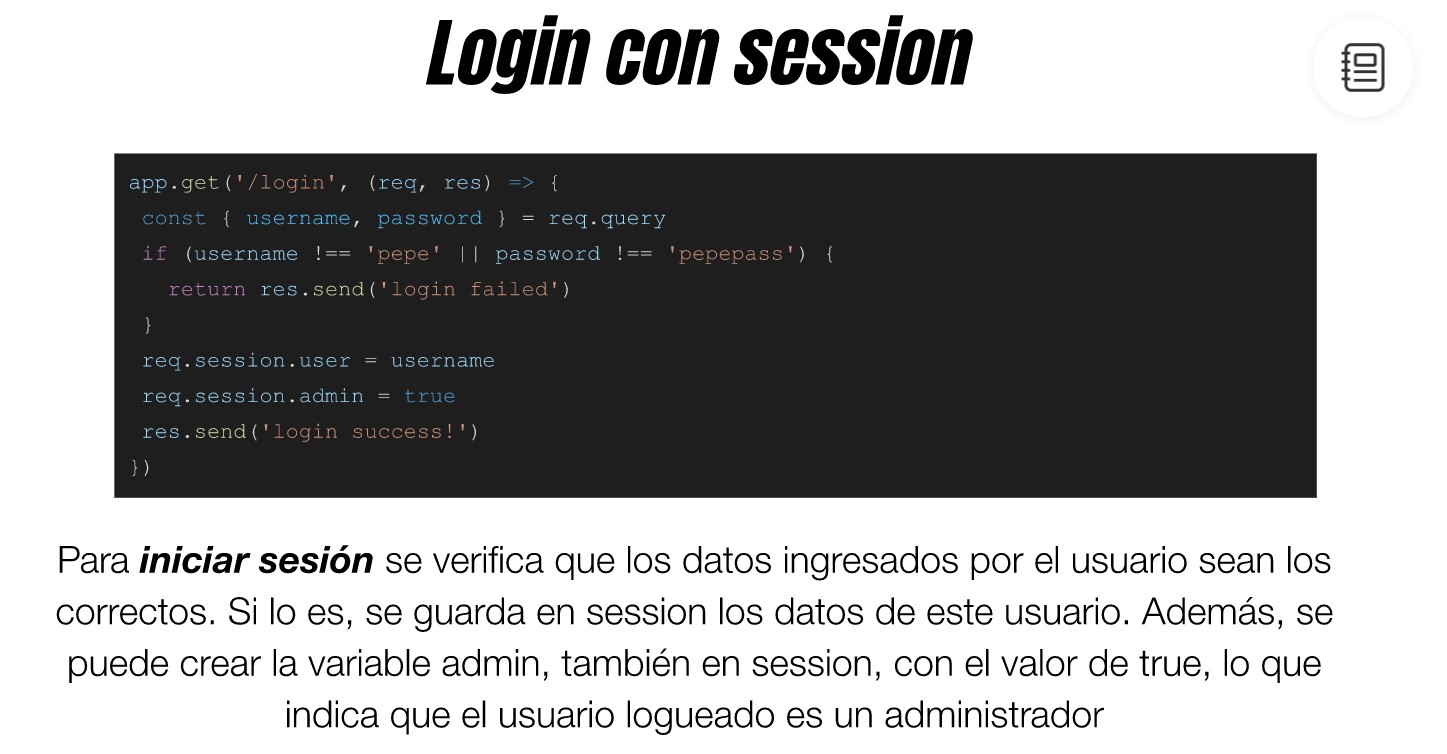 Login con session
app.get('/login', (req, res) => {
 const { username, password } = req.query
 if (username !== 'pepe' || password !== 'pepepass') {
   return res.send('login failed')
 }
 req.session.user = username
 req.session.admin = true
 res.send('login success!')
})
Para iniciar sesión se verifica que los datos ingresados por el usuario sean los
correctos. Si lo es, se guarda en session los datos de este usuario. Además, se
puede crear la variable admin, también en session, con el valor de true, lo que
indica que el usuario logueado es un administrador